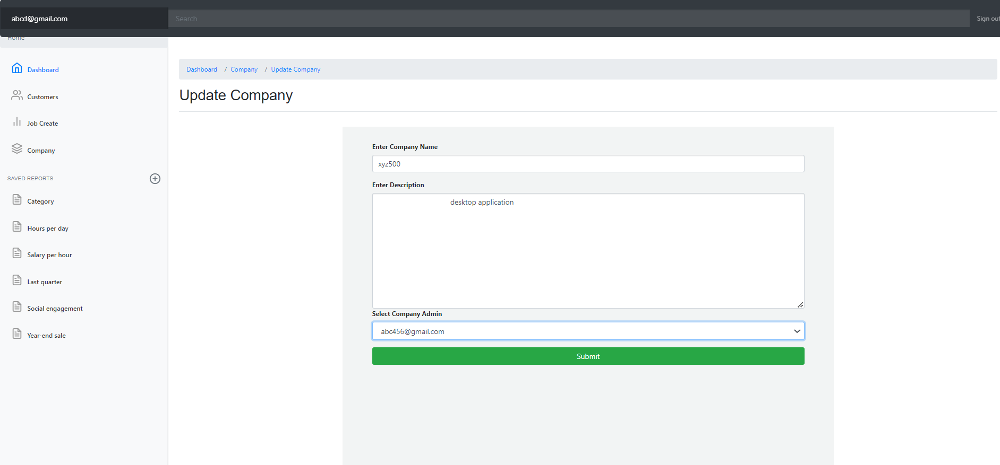 abcd@gmail.com
Search
Sign out
Home
Dashboard
Customers
Job Create
Company
SAVED REPORTS
Category
Hours per day
Salary per hour
Last quarter
Social engagement
Year-end sale
Dashboard / Company / Update Company
Update Company
Enter Company Name
xyz500
Enter Description
desktop application
Select Company Admin
abc456@gmail.com
Submit